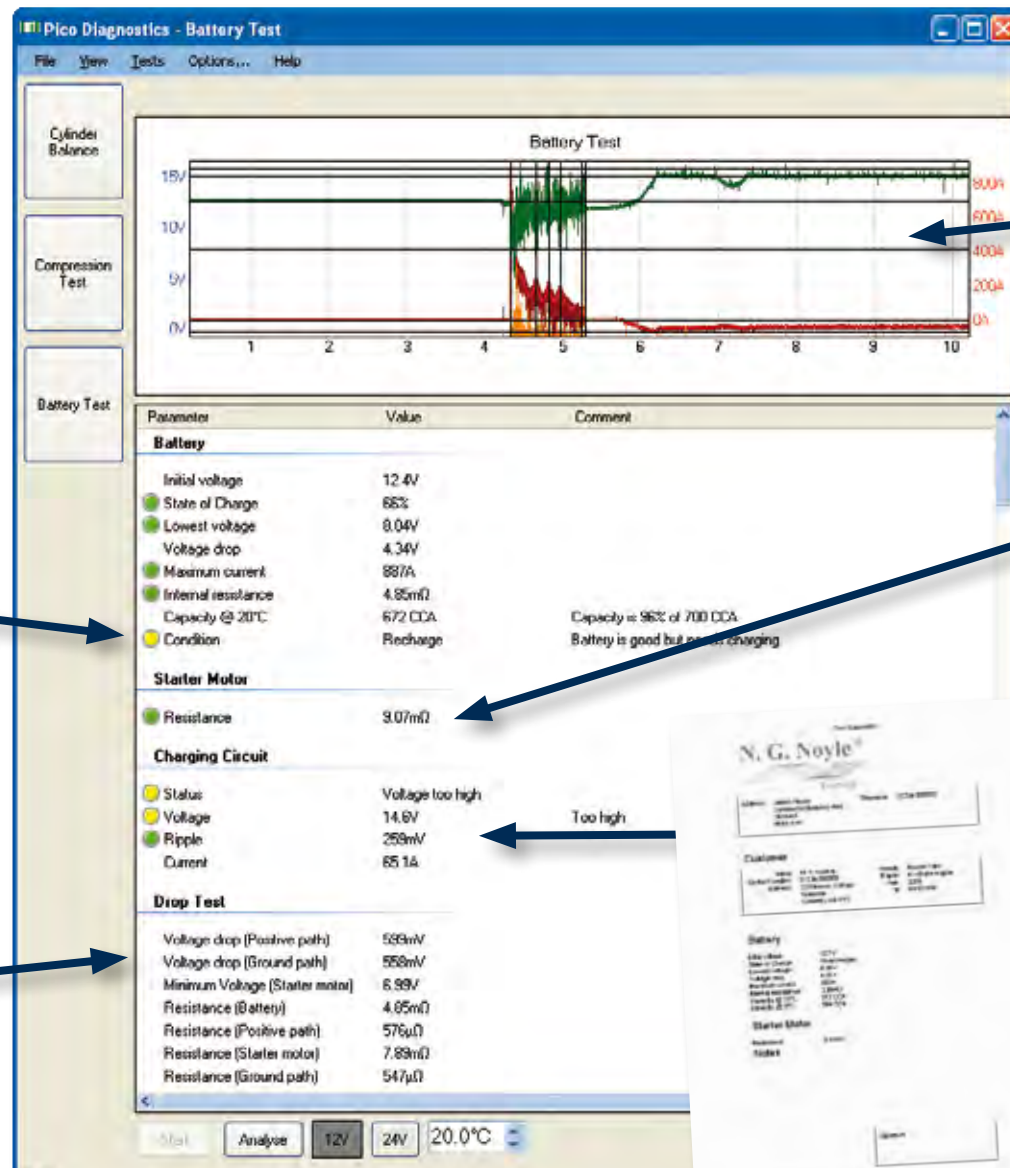 Pico Diagnostics - Battery Test
File View Tests Options... Help
Cylinder
Balance
Compression
Test
Battery Test
Battery Test
15V
10V
5V
0V
800A
600A
400A
200A
0A
1 2 3 4 5 6 7 8 9 10
Parameter Value Comment
Battery
Initial voltage 12.4V
State of Charge 66%
Lowest voltage 8.04V
Voltage drop 4.34V
Maximum current 887A
Internal resistance 4.85mΩ
Capacity @ 20°C 672 CCA Capacity is 96% of 700 CCA
Condition Recharge Battery is good but needs charging
Starter Motor
Resistance 9.07mΩ
Charging Circuit
Status Voltage too high
Voltage 14.6V Too high
Ripple 259mV
Current 65.1A
Drop Test
Voltage drop (Positive path) 599mV
Voltage drop (Ground path) 558mV
Minimum Voltage (Starter motor) 6.99V
Resistance (Battery) 4.85mΩ
Resistance (Positive path) 576µΩ
Resistance (Starter motor) 7.89mΩ
Resistance (Ground path) 547µΩ
Start Analyse 12V 24V 20.0°C
N. G. Noyle
Customer
Battery
Starter Motor
Notes